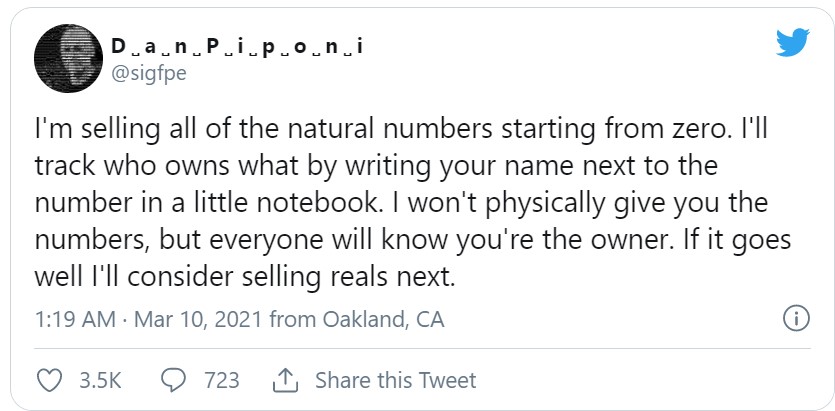 D␣a␣n␣P␣i␣p␣o␣n␣i
@sigfpe
I'm selling all of the natural numbers starting from zero. I'll
track who owns what by writing your name next to the
number in a little notebook. I won't physically give you the
numbers, but everyone will know you're the owner. If it goes
well I'll consider selling reals next.
1:19 AM · Mar 10, 2021 from Oakland, CA
3.5K 723 Share this Tweet